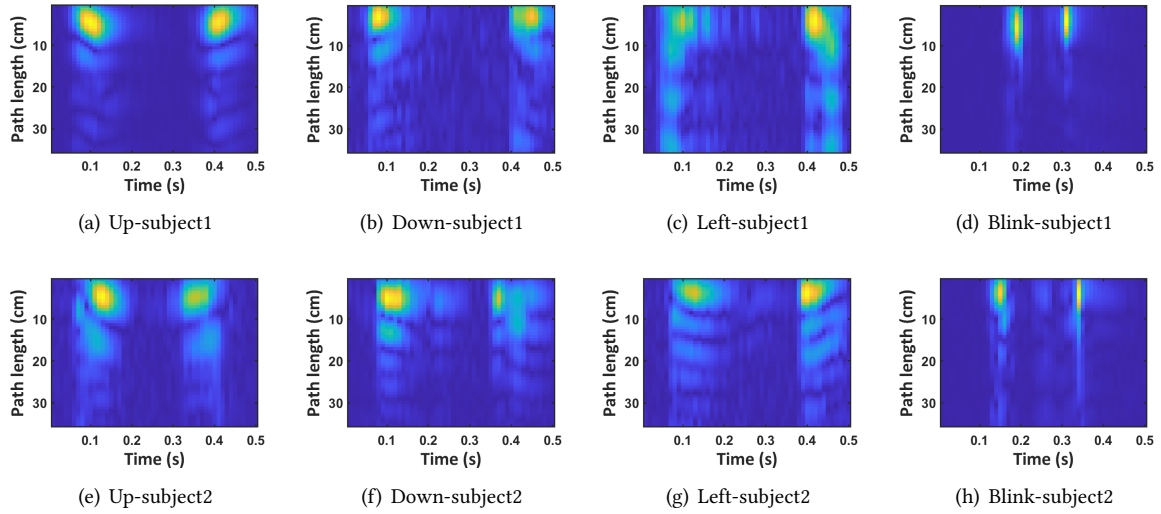 Path length (cm)
10
20
30
0.1 0.2 0.3 0.4 0.5
Time (s)
(a) Up-subject1
Path length (cm)
10
20
30
0.1 0.2 0.3 0.4 0.5
Time (s)
(b) Down-subject1
Path length (cm)
10
20
30
0.1 0.2 0.3 0.4 0.5
Time (s)
(c) Left-subject1
Path length (cm)
10
20
30
0.1 0.2 0.3 0.4 0.5
Time (s)
(d) Blink-subject1
Path length (cm)
10
20
30
0.1 0.2 0.3 0.4 0.5
Time (s)
(e) Up-subject2
Path length (cm)
10
20
30
0.1 0.2 0.3 0.4 0.5
Time (s)
(f) Down-subject2
Path length (cm)
10
20
30
0.1 0.2 0.3 0.4 0.5
Time (s)
(g) Left-subject2
Path length (cm)
10
20
30
0.1 0.2 0.3 0.4 0.5
Time (s)
(h) Blink-subject2